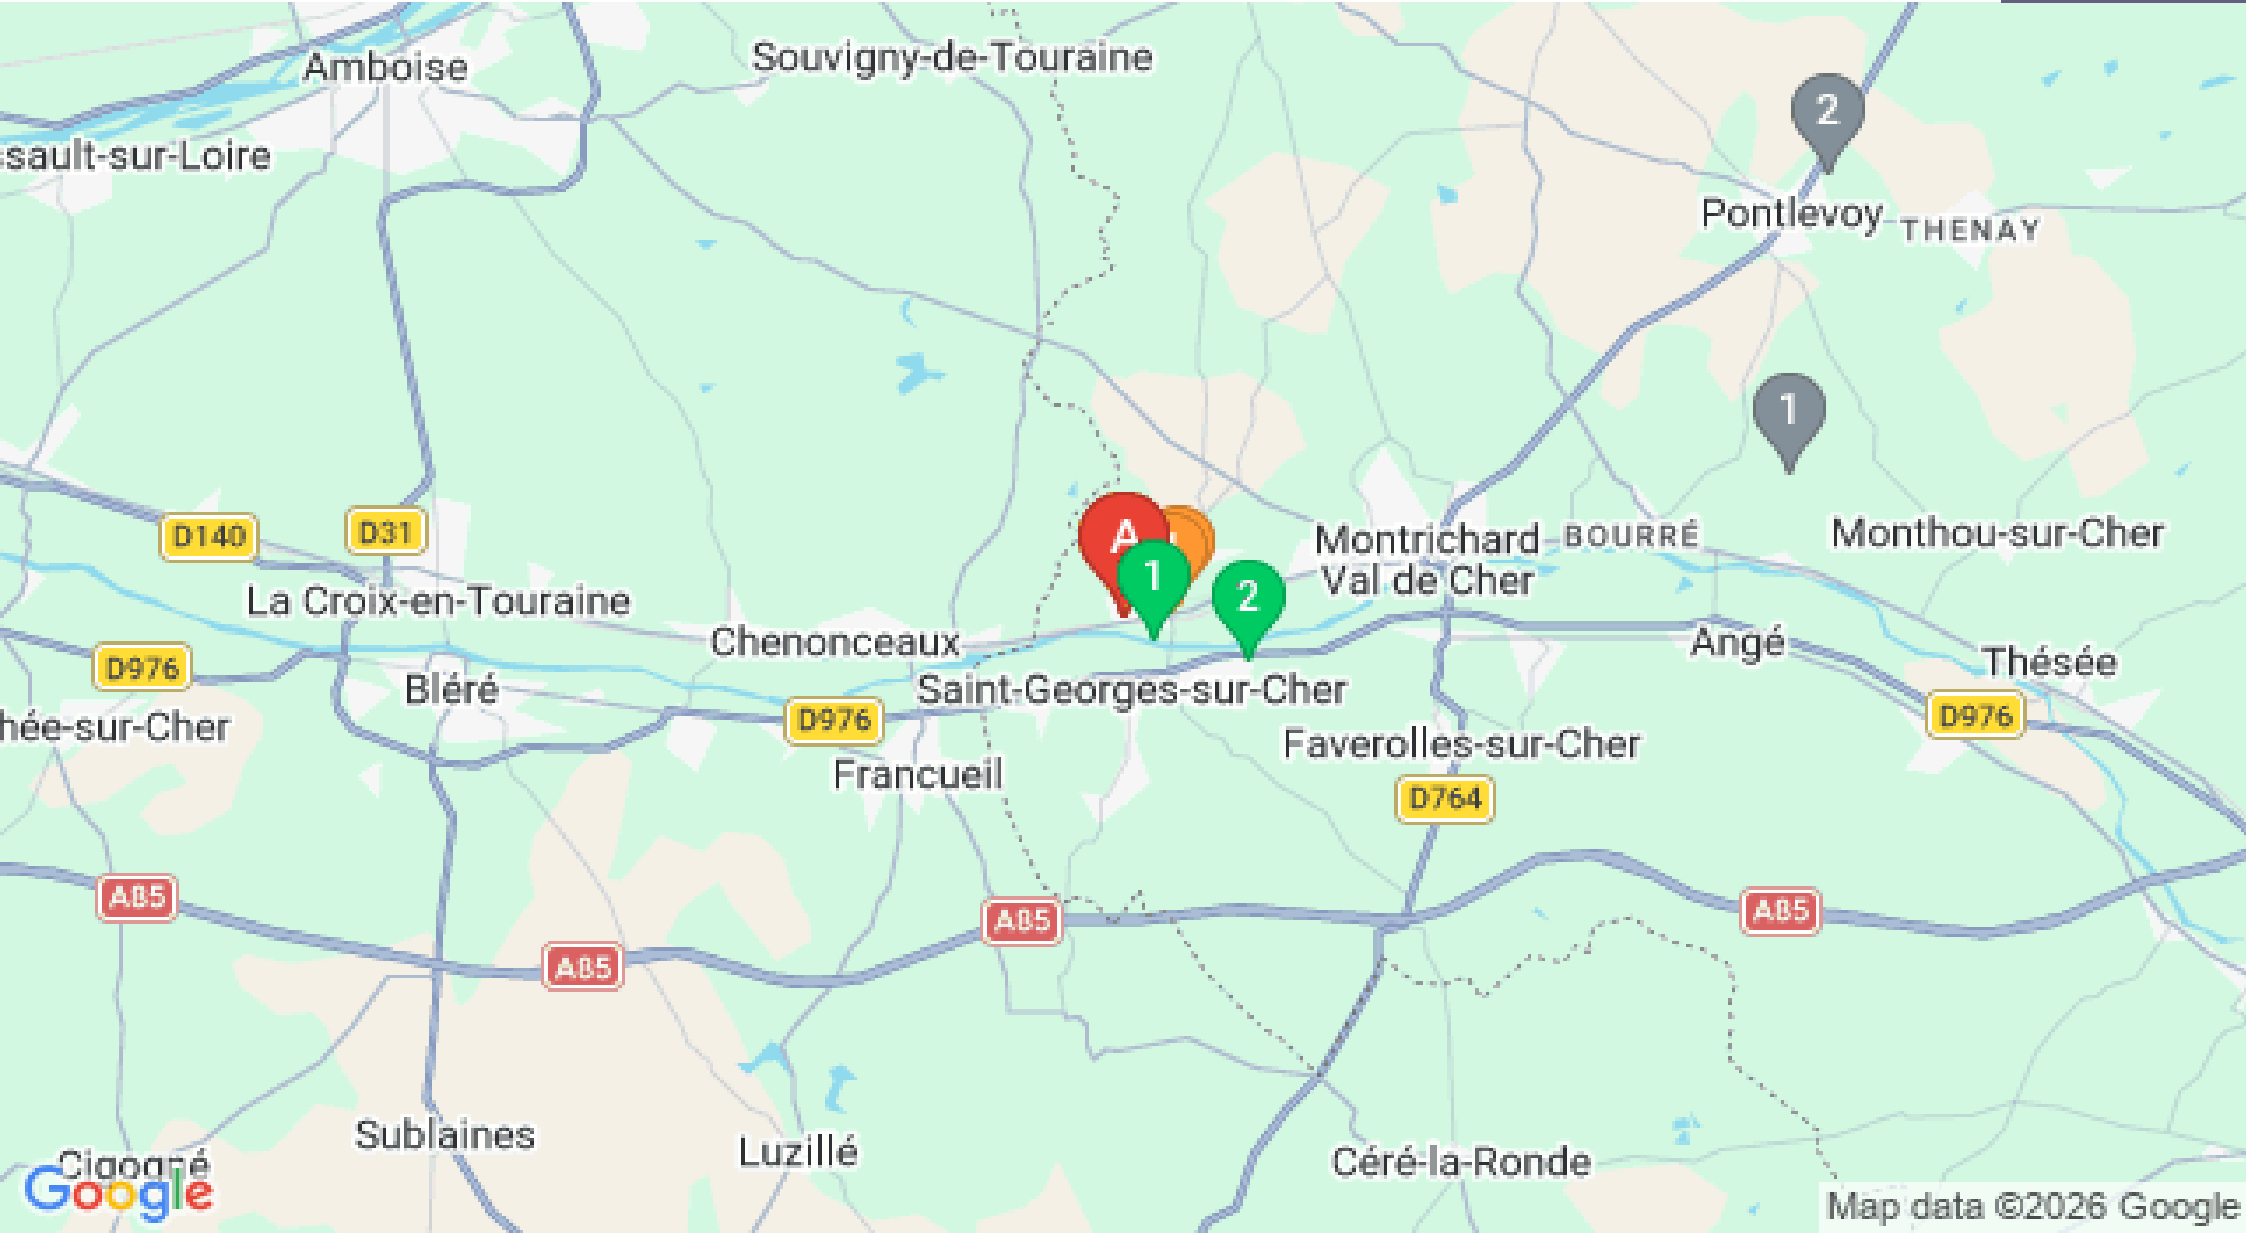 Amboise
Souvigny-de-Touraine
ssault-sur-Loire
2
Pontlevoy
THENAY
1
D140
D31
A
1
2
Montrichard
Val de Cher
BOURRÉ
Monthou-sur-Cher
La Croix-en-Touraine
Chenonceaux
Angé
Thésée
D976
Bléré
Saint-Georges-sur-Cher
D976
D976
hée-sur-Cher
Faverolles-sur-Cher
Francueil
D764
A85
A85
A85
A85
Sublaines
Luzillé
Céré-la-Ronde
Cigogné
Google
Map data ©2026 Google